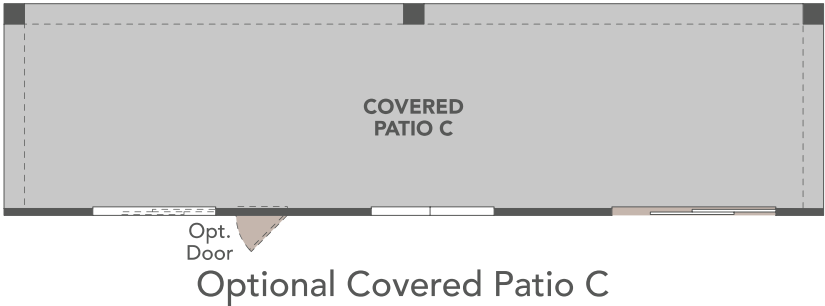 COVERED
PATIO C
Opt.
Door
Optional Covered Patio C